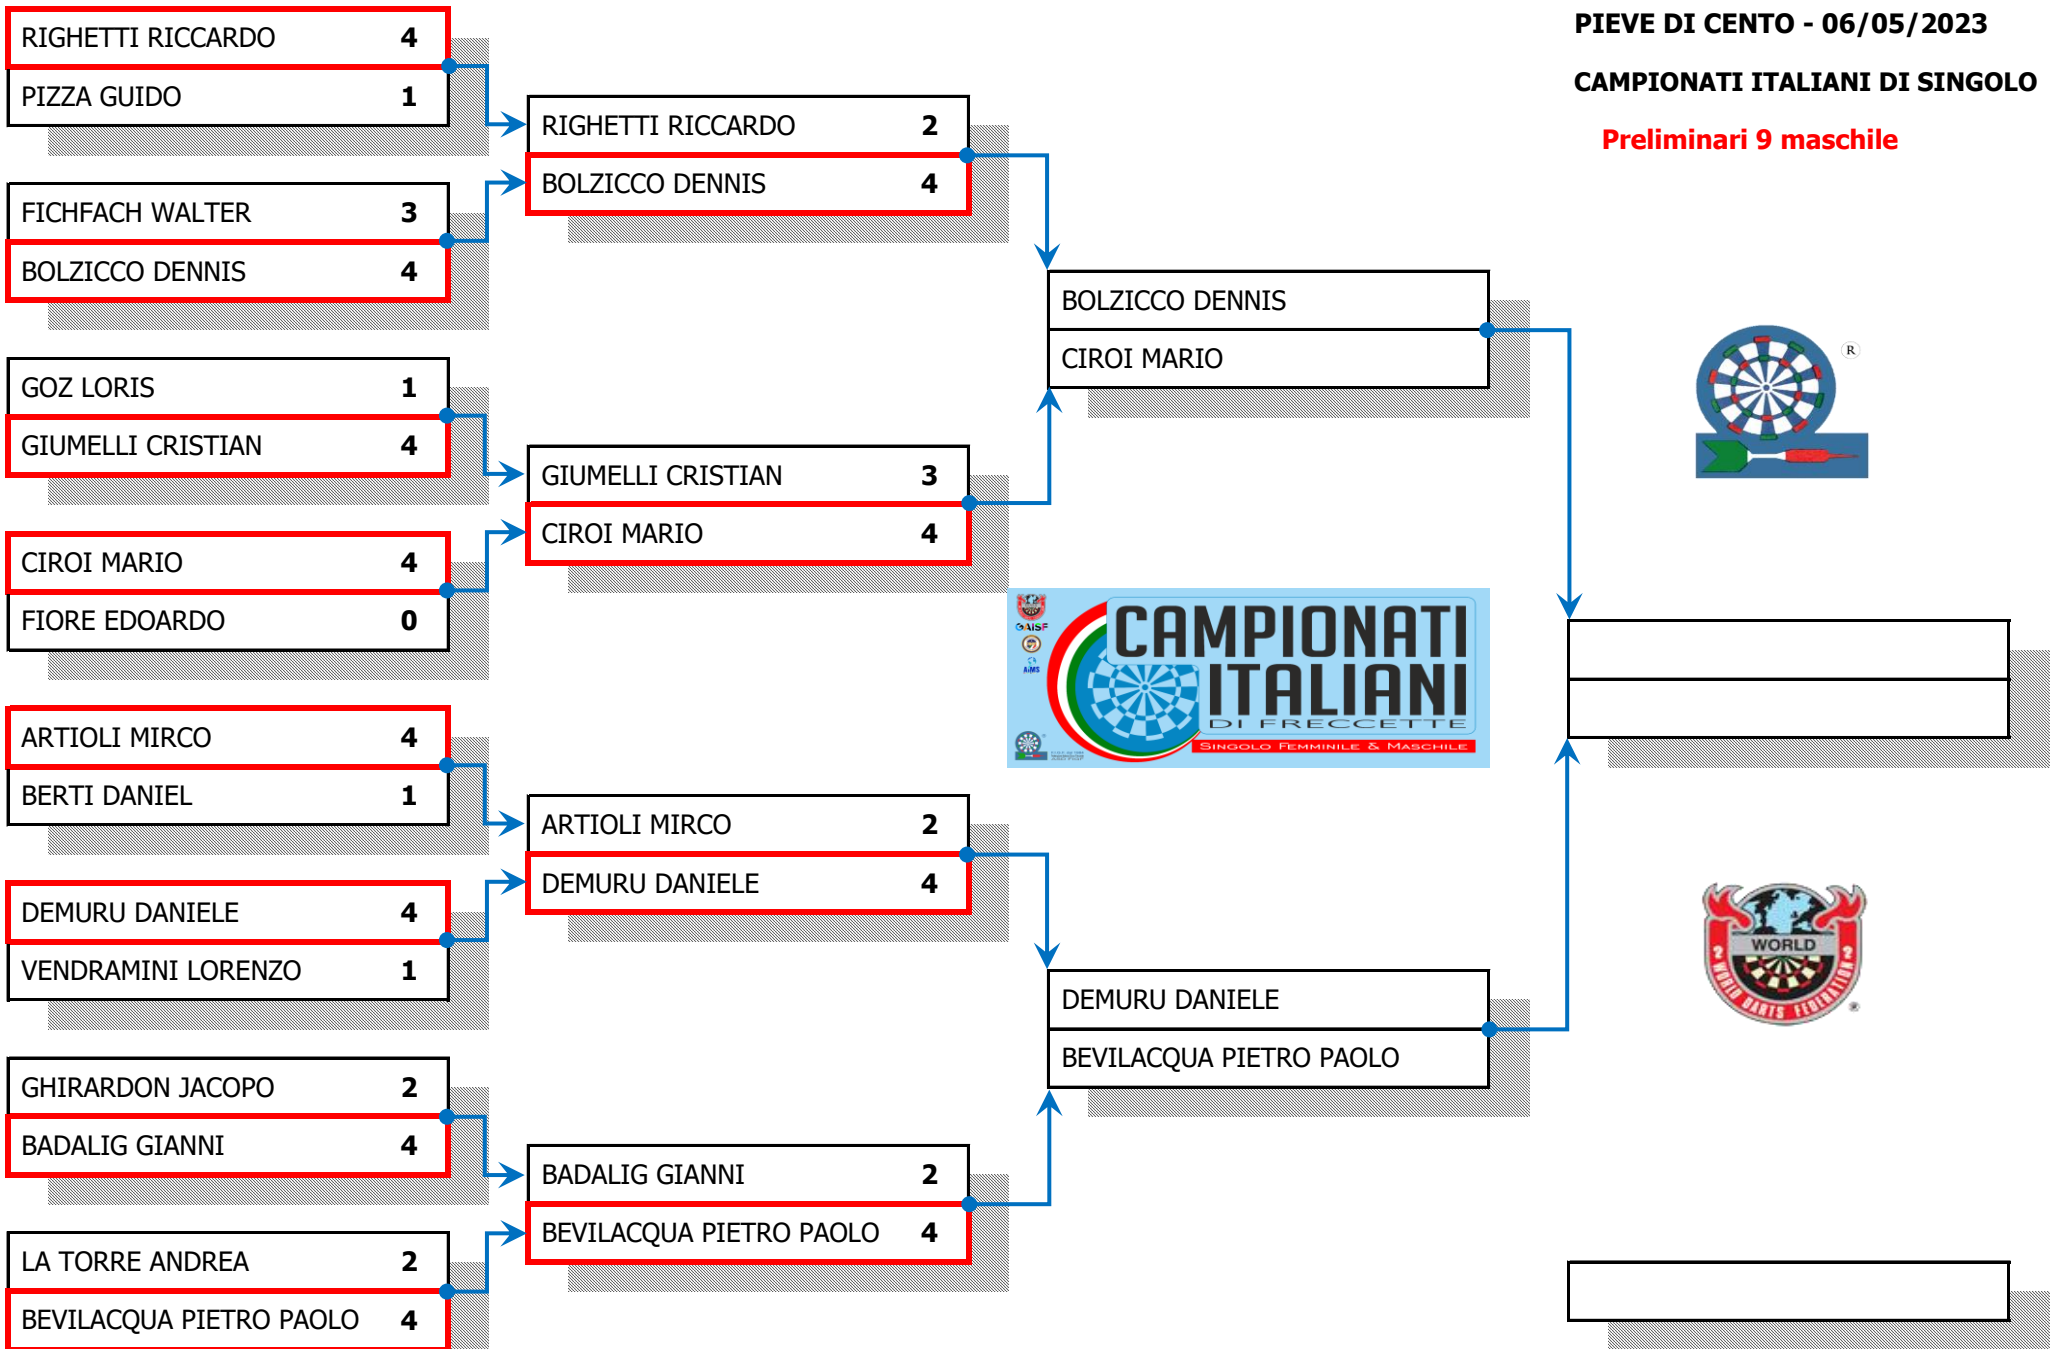 PIEVE DI CENTO - 06/05/2023
CAMPIONATI ITALIANI DI SINGOLO
Preliminari 9 maschile
RIGHETTI RICCARDO 4
PIZZA GUIDO 1
FICHFACH WALTER 3
BOLZICCO DENNIS 4
GOZ LORIS 1
GIUMELLI CRISTIAN 4
CIROI MARIO 4
FIORE EDOARDO 0
ARTIOLI MIRCO 4
BERTI DANIEL 1
DEMURU DANIELE 4
VENDRAMINI LORENZO 1
GHIRARDON JACOPO 2
BADALIG GIANNI 4
LA TORRE ANDREA 2
BEVILACQUA PIETRO PAOLO 4
RIGHETTI RICCARDO 2
BOLZICCO DENNIS 4
GIUMELLI CRISTIAN 3
CIROI MARIO 4
ARTIOLI MIRCO 2
DEMURU DANIELE 4
BADALIG GIANNI 2
BEVILACQUA PIETRO PAOLO 4
BOLZICCO DENNIS
CIROI MARIO
DEMURU DANIELE
BEVILACQUA PIETRO PAOLO
GAISF
AIMS
CAMPIONATI
ITALIANI
DI FRECCETTE
SINGOLO FEMMINILE & MASCHILE
®
WORLD
WORLD DARTS FEDERATION
®